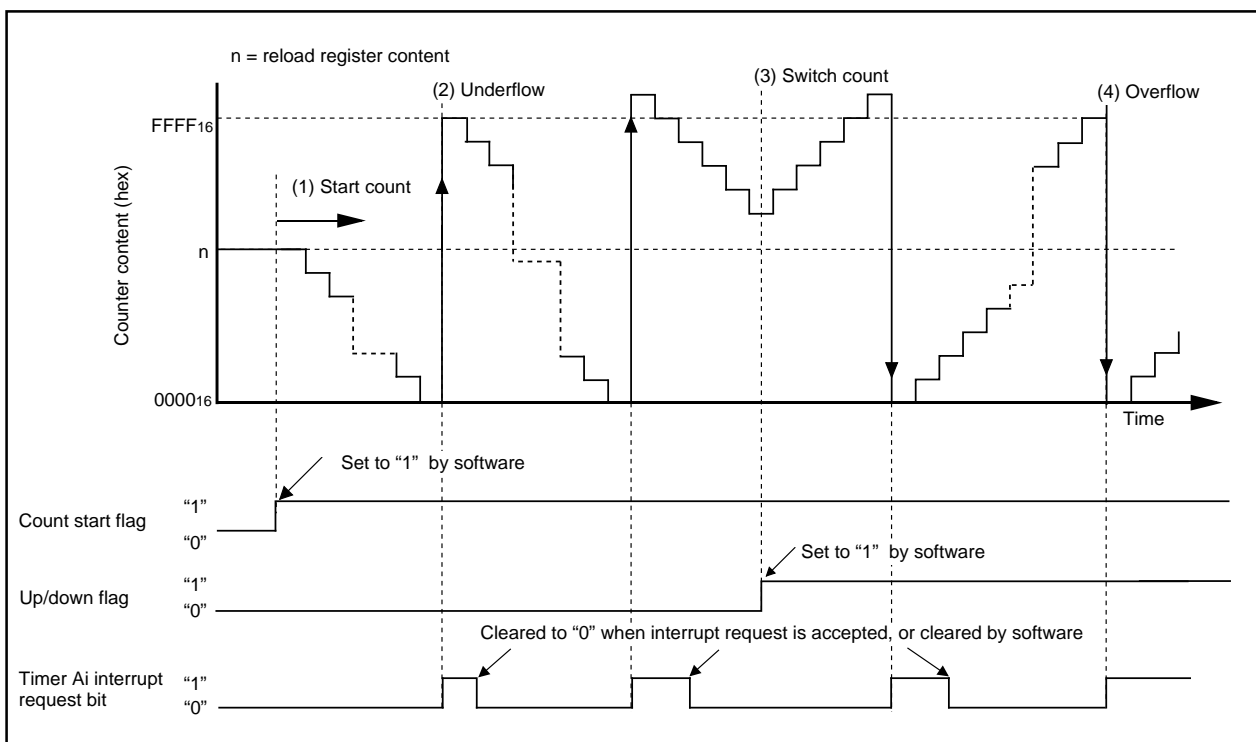 n = reload register content
(2) Underflow
(3) Switch count
(4) Overflow
FFFF16
(1) Start count
Counter content (hex)
n
000016
Time
Set to “1” by software
Count start flag
“1”
“0”
Set to “1” by software
Up/down flag
“1”
“0”
Cleared to “0” when interrupt request is accepted, or cleared by software
Timer Ai interrupt
request bit
“1”
“0”